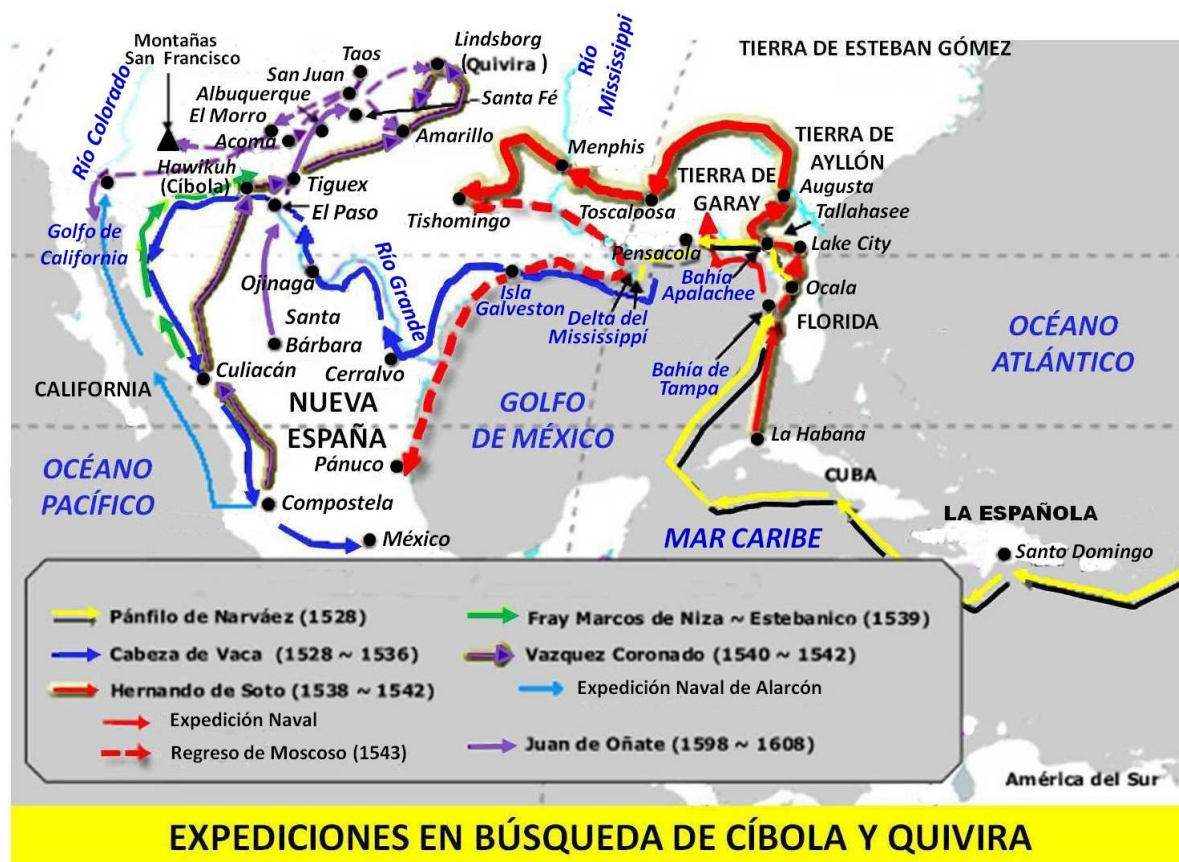 Montañas
San Francisco
Taos
San Juan
Albuquerque
El Morro
Acoma
Lindsborg
(Quivira )
Santa Fé
Amarillo
Río Colorado
Hawikuh
(Cíbola)
Tiguex
El Paso
Golfo de
California
Ojinaga
Santa
Bárbara
Río Grande
Cerralvo
Culiacán
CALIFORNIA
NUEVA
ESPAÑA
Pánuco
Compostela
México
OCÉANO
PACÍFICO
Río
Mississippi
TIERRA DE ESTEBAN GÓMEZ
Menphis
Tishomingo
Toscalposa
TIERRA DE
GARAY
TIERRA DE
AYLLÓN
Augusta
Tallahasee
Lake City
Pensacola
Bahía
Apalachee
Ocala
FLORIDA
Isla
Galveston
Delta del
Mississippí
Bahía de
Tampa
OCÉANO
ATLÁNTICO
GOLFO
DE MÉXICO
La Habana
CUBA
LA ESPAÑOLA
Santo Domingo
MAR CARIBE
Pánfilo de Narváez (1528)
Cabeza de Vaca (1528 ~ 1536)
Hernando de Soto (1538 ~ 1542)
Expedición Naval
Regreso de Moscoso (1543)
Fray Marcos de Niza ~ Estebanico (1539)
Vazquez Coronado (1540 ~ 1542)
Expedición Naval de Alarcón
Juan de Oñate (1598 ~ 1608)
América del Sur
EXPEDICIONES EN BÚSQUEDA DE CÍBOLA Y QUIVIRA